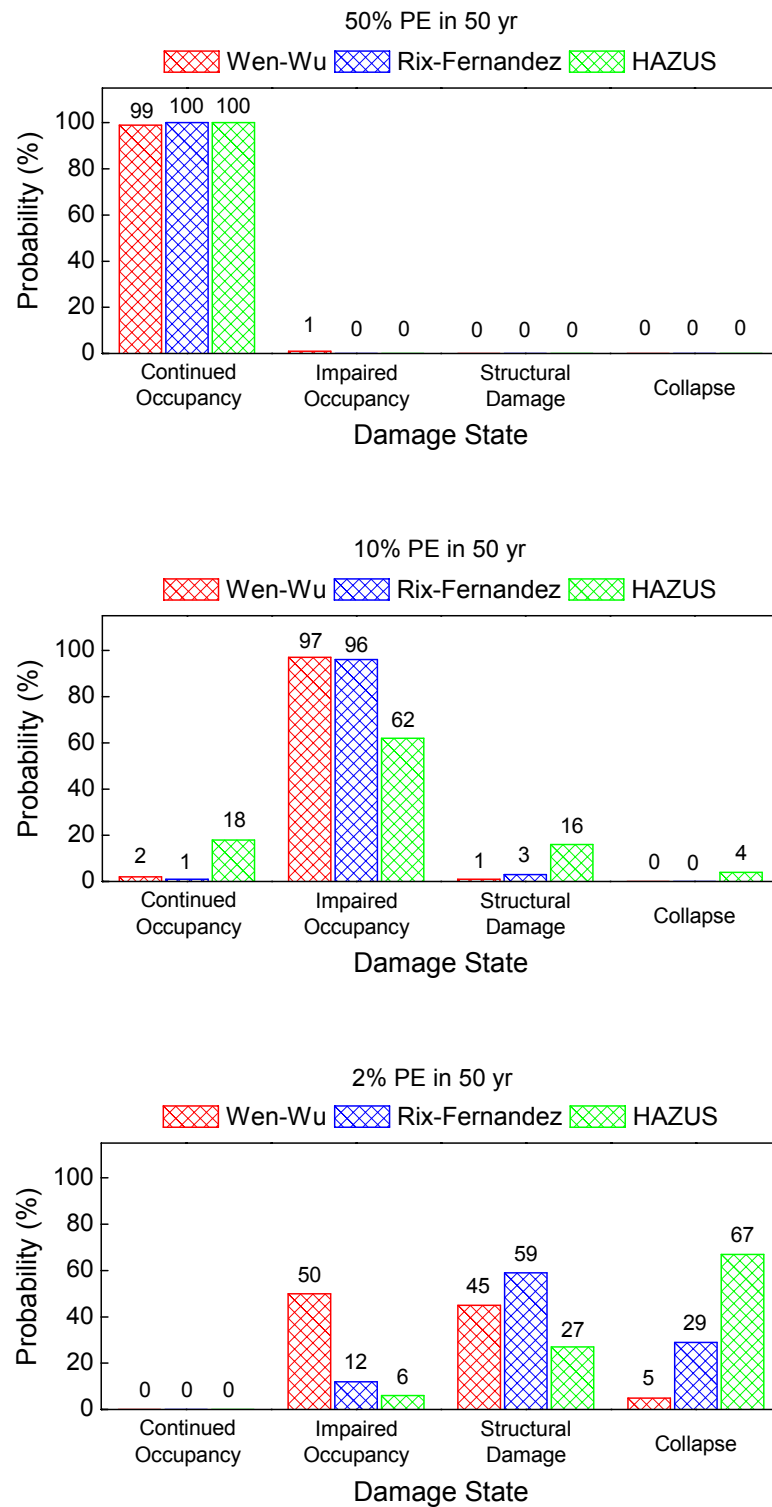 50% PE in 50 yr
Wen-Wu Rix-Fernandez HAZUS
Probability (%)
100
80
60
40
20
0
99 100 100
1 0 0
0 0 0
0 0 0
Continued Occupancy
Impaired Occupancy
Structural Damage
Collapse
Damage State
10% PE in 50 yr
Wen-Wu Rix-Fernandez HAZUS
Probability (%)
100
80
60
40
20
0
2 1 18
97 96 62
1 3 16
0 0 4
Continued Occupancy
Impaired Occupancy
Structural Damage
Collapse
Damage State
2% PE in 50 yr
Wen-Wu Rix-Fernandez HAZUS
Probability (%)
100
80
60
40
20
0
0 0 0
50 12 6
45 59 27
5 29 67
Continued Occupancy
Impaired Occupancy
Structural Damage
Collapse
Damage State